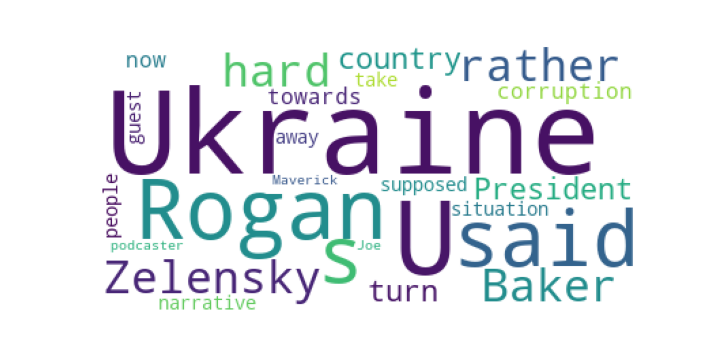 now
hard
country
rather
take
corruption
towards
guest
Ukraine
away
people
Rogan
Maverick
supposed
President
situation
U
said
s
podcaster
Joe
Zelensky
turn
Baker
narrative